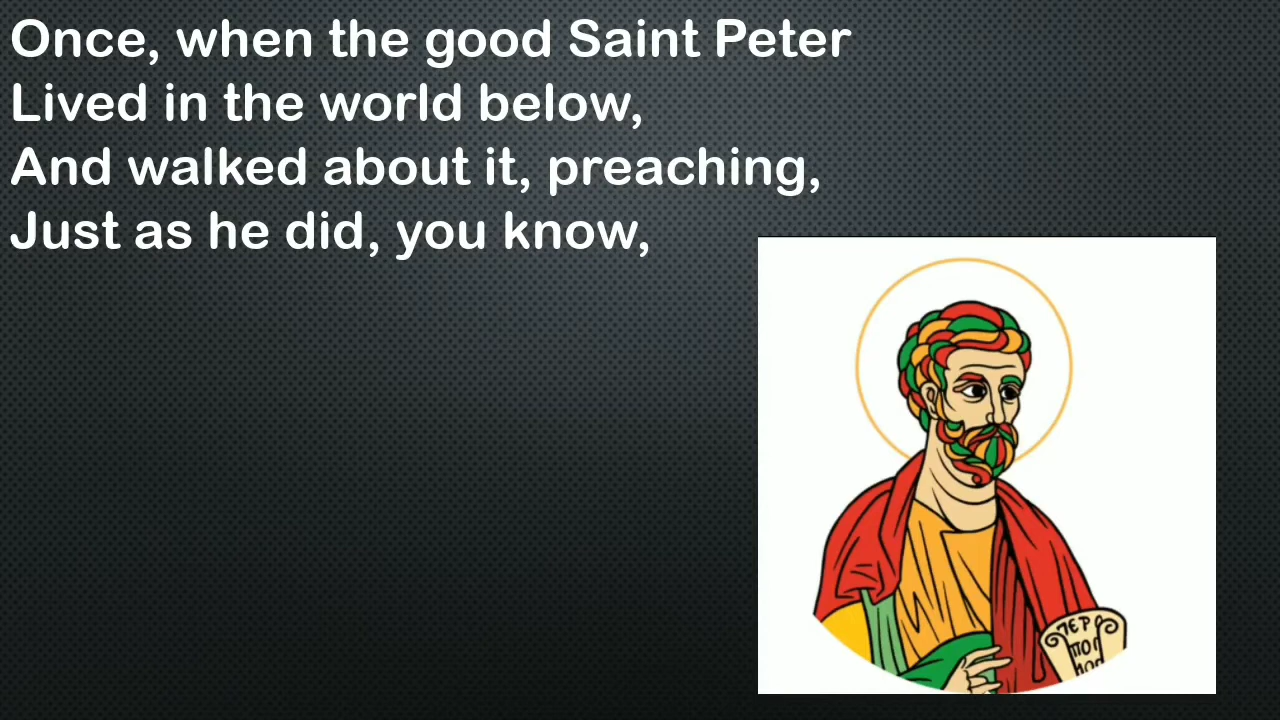 Once, when the good Saint Peter
Lived in the world below,
And walked about it, preaching,
Just as he did, you know,